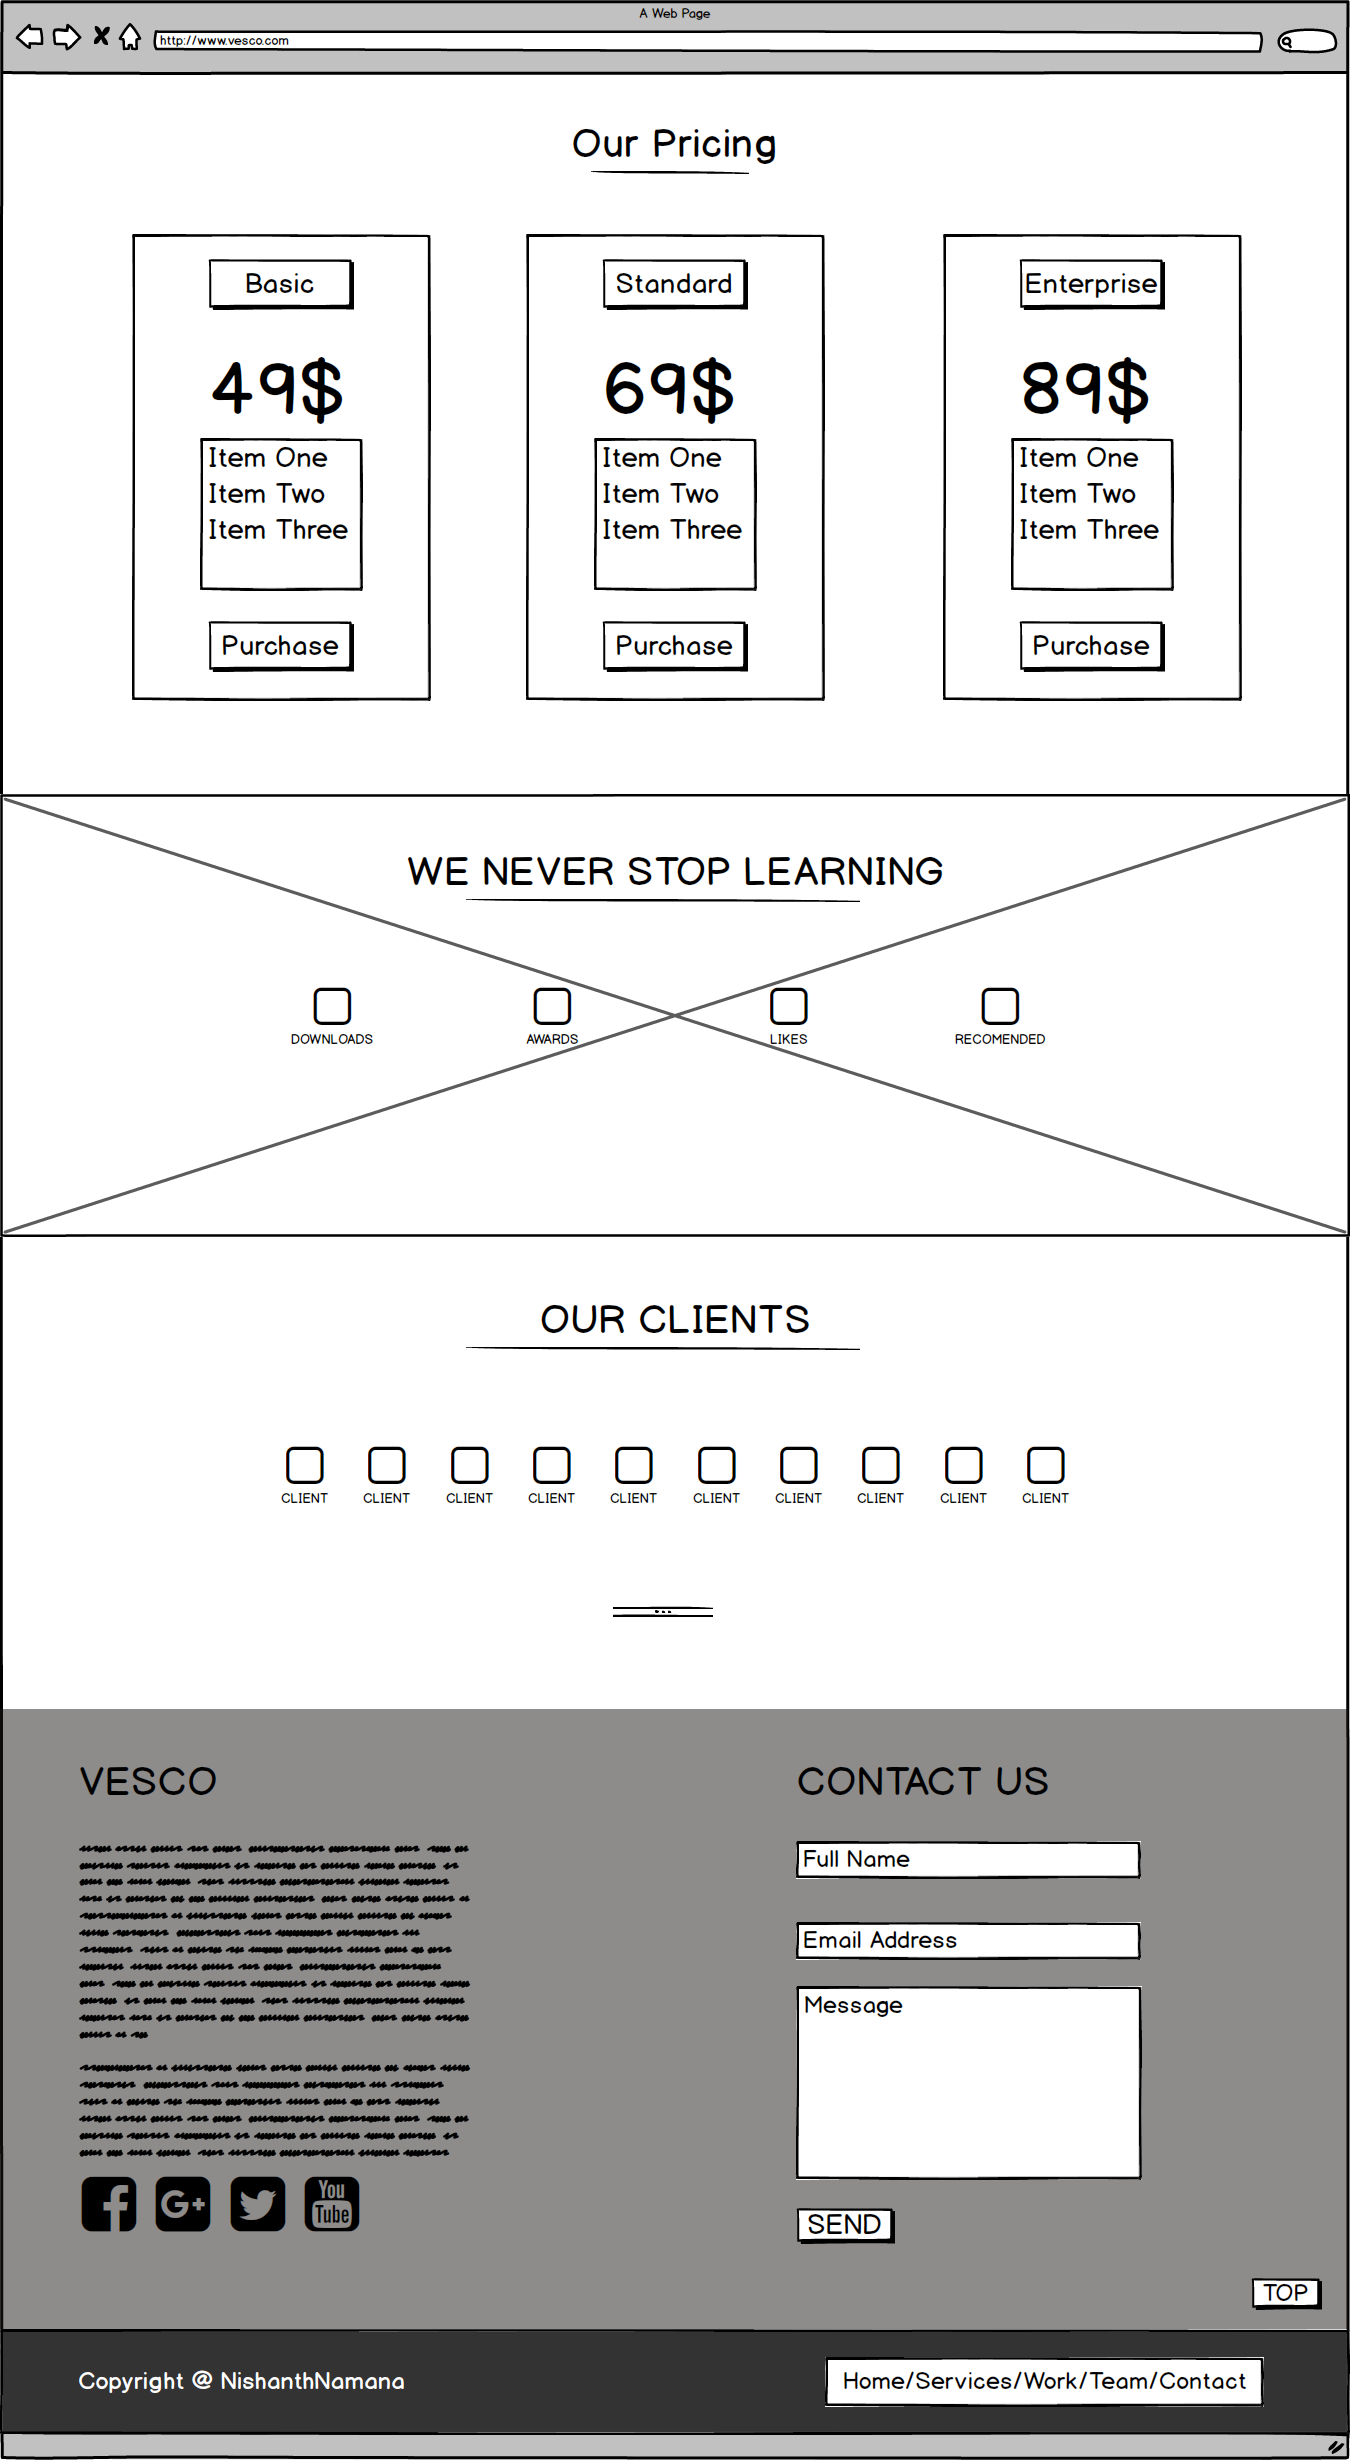 A Web Page
http://www.vesco.com
Our Pricing
Basic
Standard
Enterprise
49$
69$
89$
Item One
Item Two
Item Three
Item One
Item Two
Item Three
Item One
Item Two
Item Three
Purchase
Purchase
Purchase
WE NEVER STOP LEARNING
DOWNLOADS
AWARDS
LIKES
RECOMENDED
OUR CLIENTS
CLIENT
CLIENT
CLIENT
CLIENT
CLIENT
CLIENT
CLIENT
CLIENT
CLIENT
CLIENT
VESCO
CONTACT US
Full Name
Email Address
Message
You
Tube
SEND
TOP
Copyright @ NishanthNamana
Home/Services/Work/Team/Contact